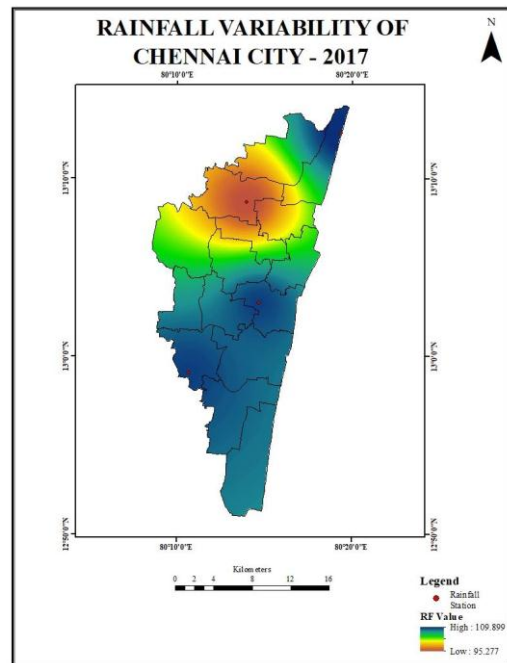 RAINFALL VARIABILITY OF
CHENNAI CITY - 2017
N
80°10'0"E 80°20'0"E
13°10'0"N 13°10'0"N
13°0'0"N 13°0'0"N
12°50'0"N 12°50'0"N
80°10'0"E 80°20'0"E
Kilometers
0 1 2 4 8 12 16
Legend
Rainfall
Station
RF Value
High : 109.899
Low : 95.277